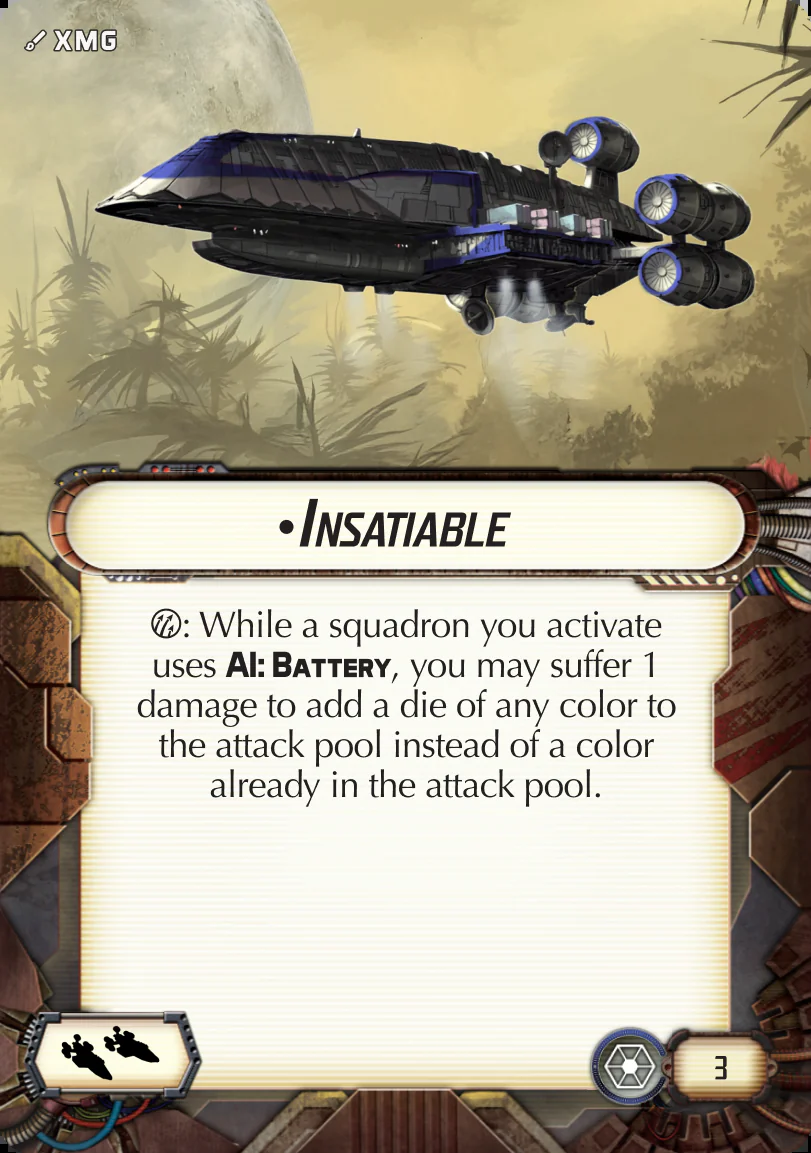 XMG
•Insatiable
: While a squadron you activate
uses AI: Battery, you may suffer 1
damage to add a die of any color to
the attack pool instead of a color
already in the attack pool.
3